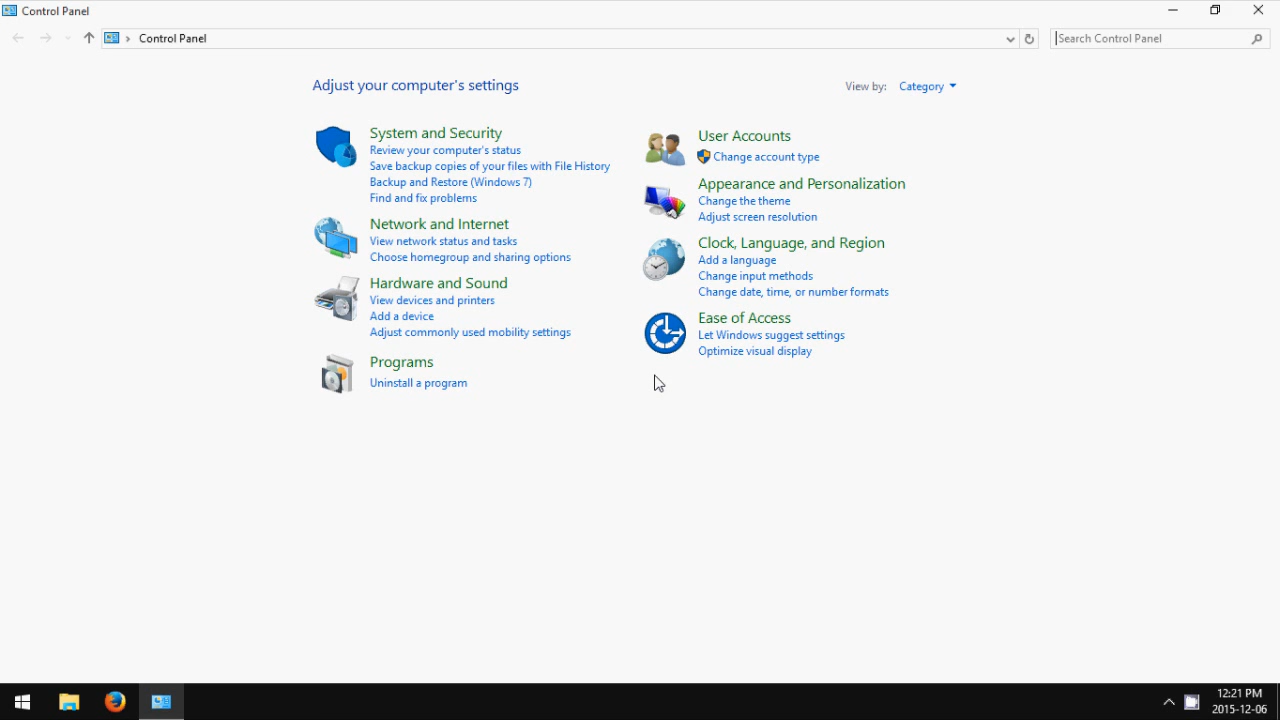 Control Panel
Control Panel
Search Control Panel
Adjust your computer's settings
View by: Category
System and Security
Review your computer's status
Save backup copies of your files with File History
Backup and Restore (Windows 7)
Find and fix problems
Network and Internet
View network status and tasks
Choose homegroup and sharing options
Hardware and Sound
View devices and printers
Add a device
Adjust commonly used mobility settings
Programs
Uninstall a program
User Accounts
Change account type
Appearance and Personalization
Change the theme
Adjust screen resolution
Clock, Language, and Region
Add a language
Change input methods
Change date, time, or number formats
Ease of Access
Let Windows suggest settings
Optimize visual display
12:21 PM
2015-12-06